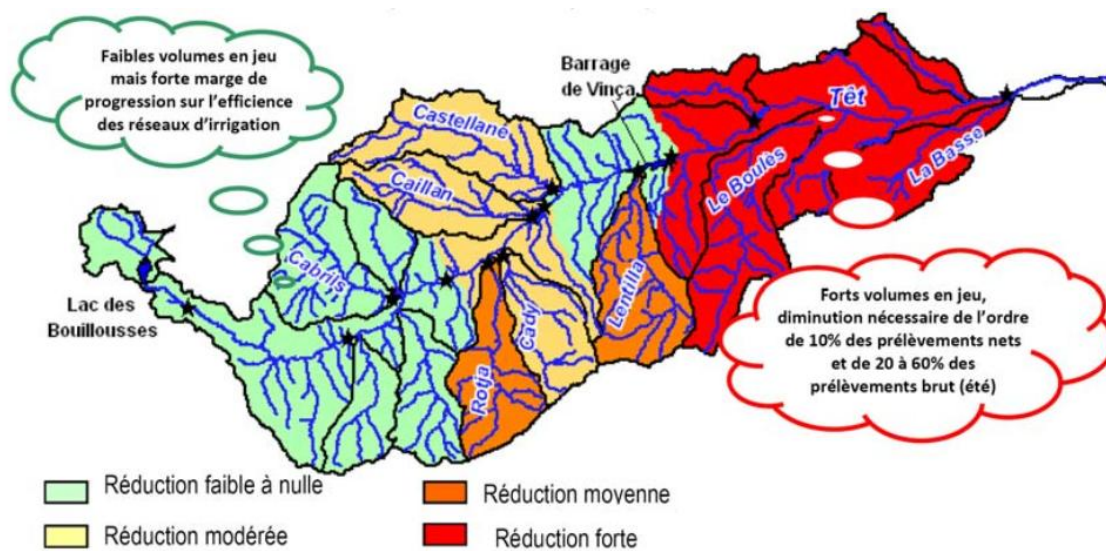 Faibles volumes en jeu
mais forte marge de
progression sur l'efficience
des réseaux d'irrigation
Barrage
de Vinça
Têt
Castellane
Caillan
Le Boulès
La Basse
Cabrils
Lentilla
Cady
Rotja
Lac des
Bouillousses
Forts volumes en jeu,
diminution nécessaire de l'ordre
de 10% des prélèvements nets
et de 20 à 60% des
prélèvements brut (été)
Réduction faible à nulle
Réduction moyenne
Réduction modérée
Réduction forte